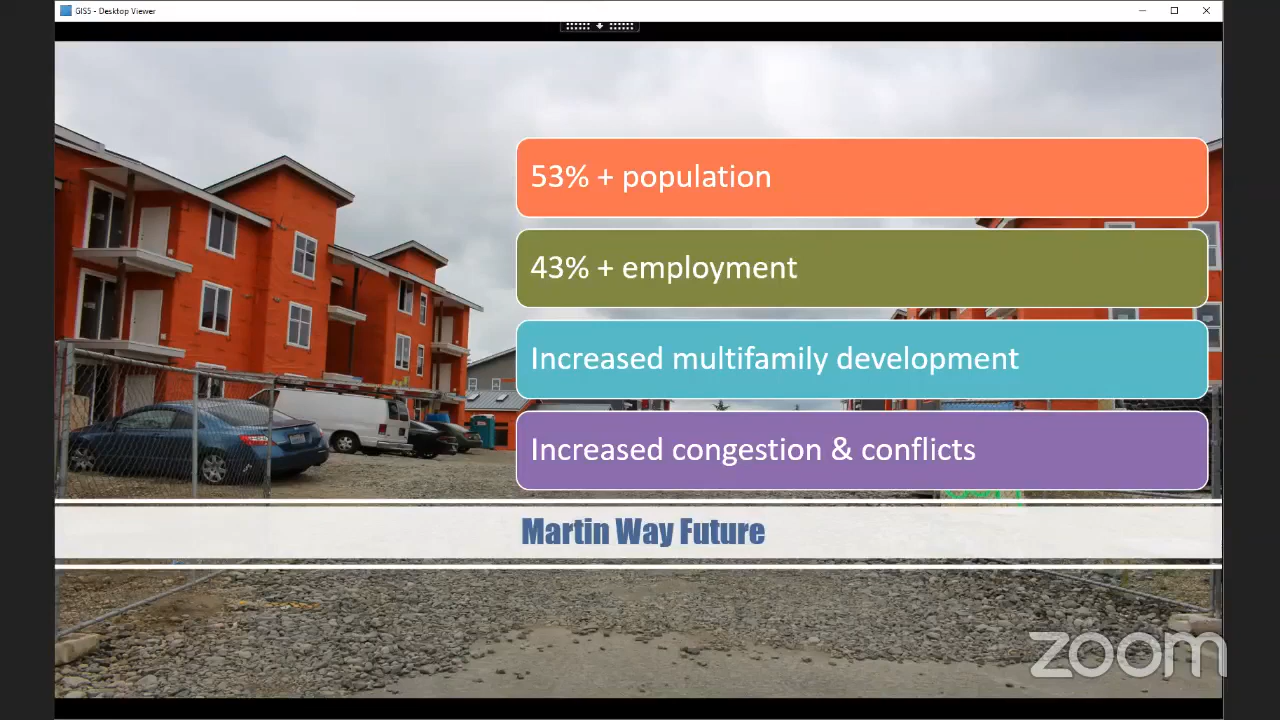 GIS5 - Desktop Viewer
53% + population
43% + employment
Increased multifamily development
Increased congestion & conflicts
Martin Way Future
zoom